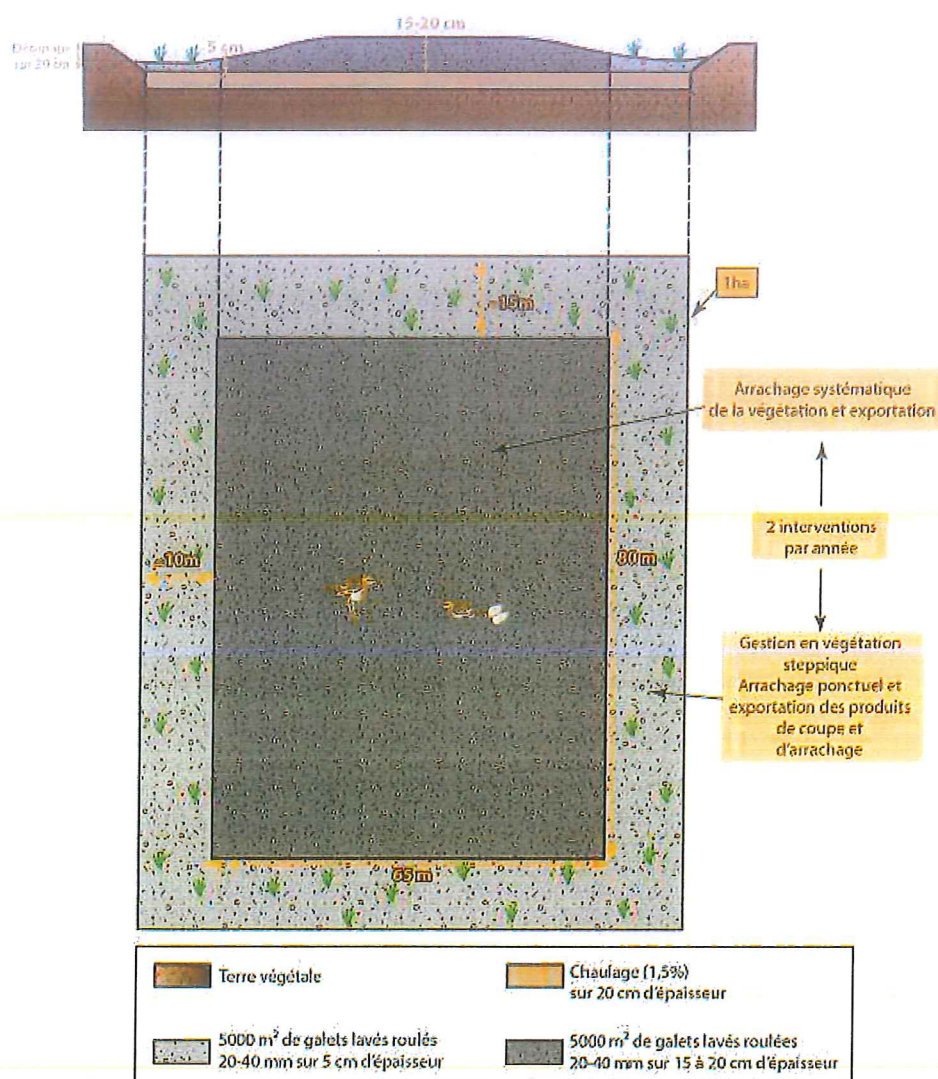 15-20 cm
5 cm
sur 20 cm
≈15m
1ha
Arrachage systématique
de la végétation et exportation
2 interventions
par année
≈10m
80m
Gestion en végétation
steppique
Arrachage ponctuel et
exportation des produits
de coupe et
d'arrachage
65m
Terre végétale
Chaulage (1,5%)
sur 20 cm d'épaisseur
5000 m² de galets lavés roulés
20-40 mm sur 5 cm d'épaisseur
5000 m² de galets lavés roulées
20-40 mm sur 15 à 20 cm d'épaisseur